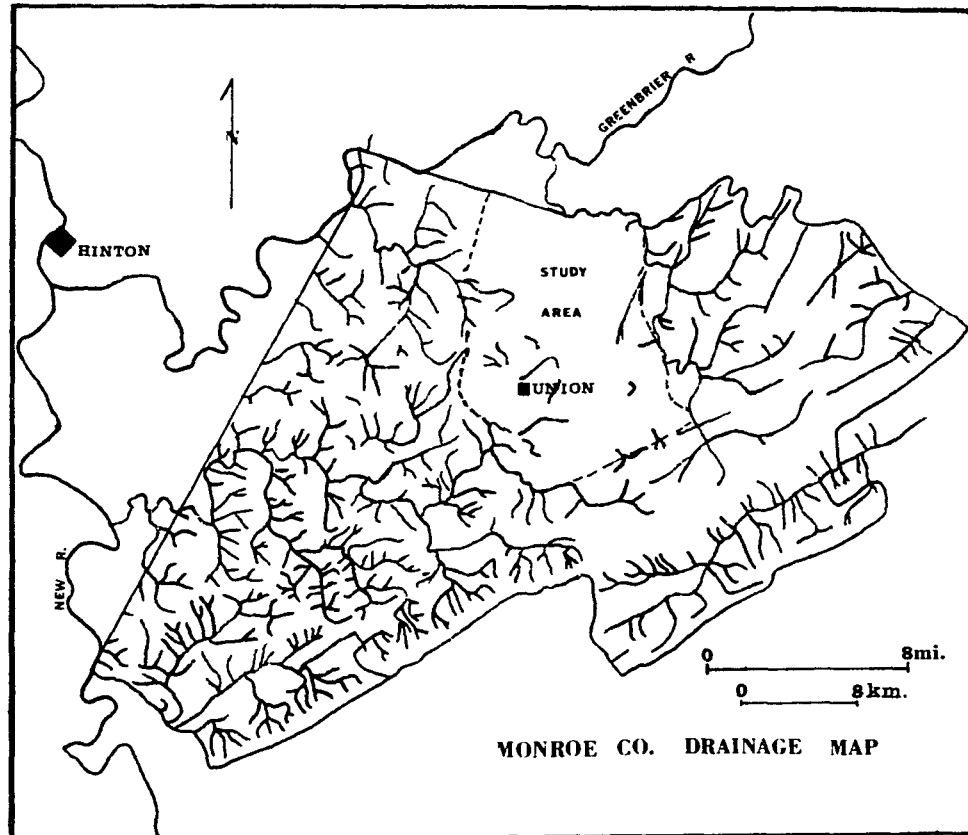 GREENBRIER R
N
HINTON
STUDY
AREA
UNION
NEW R.
0 8mi.
0 8km.
MONROE CO. DRAINAGE MAP